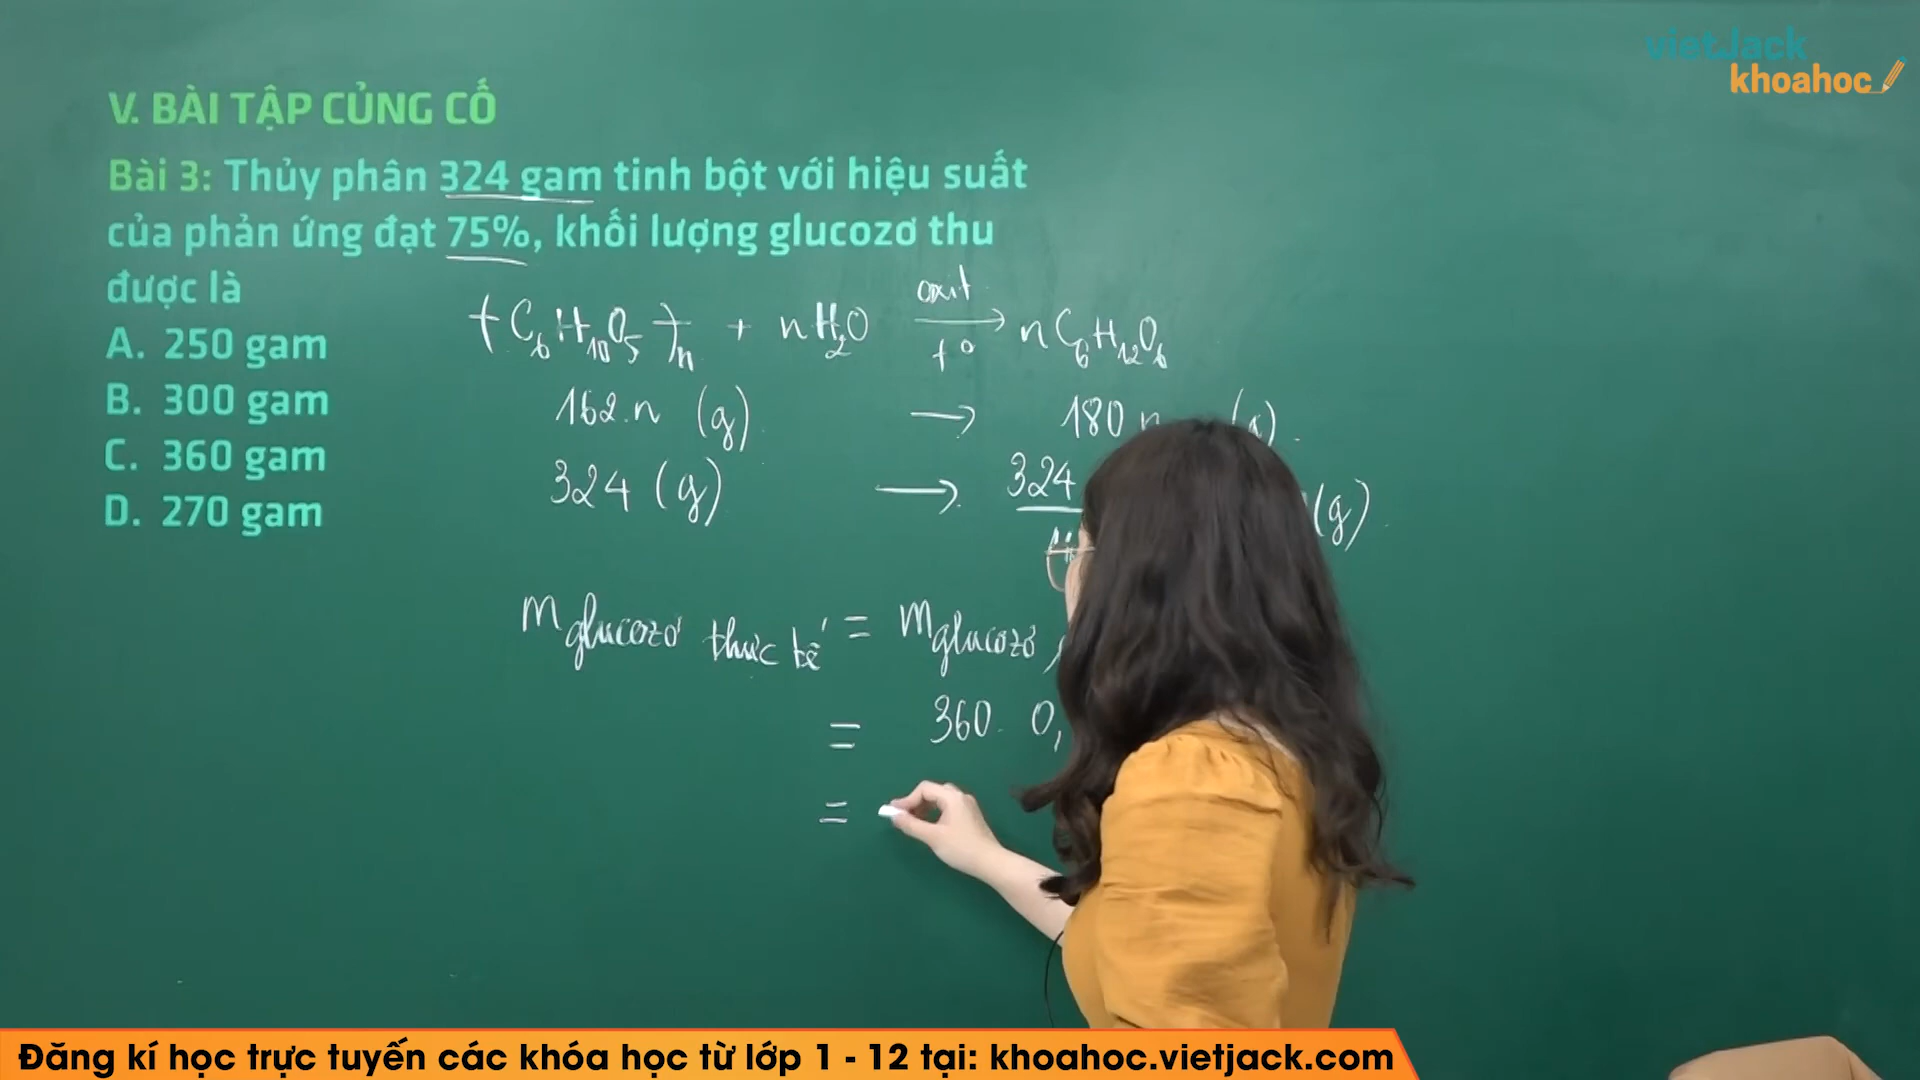 vietJack
khoahoc
V. BÀI TẬP CỦNG CỐ
Bài 3: Thủy phân 324 gam tinh bột với hiệu suất
của phản ứng đạt 75%, khối lượng glucozơ thu
được là
A. 250 gam
B. 300 gam
C. 360 gam
D. 270 gam
(C6H10O5)n + nH2O axit → t° nC6H12O6
162.n (g) → 180 n (g).
324 (g) → 324 (g)
m glucozơ thực tế = m glucozơ
= 360. 0,
=
Đăng kí học trực tuyến các khóa học từ lớp 1 - 12 tại: khoahoc.vietjack.com